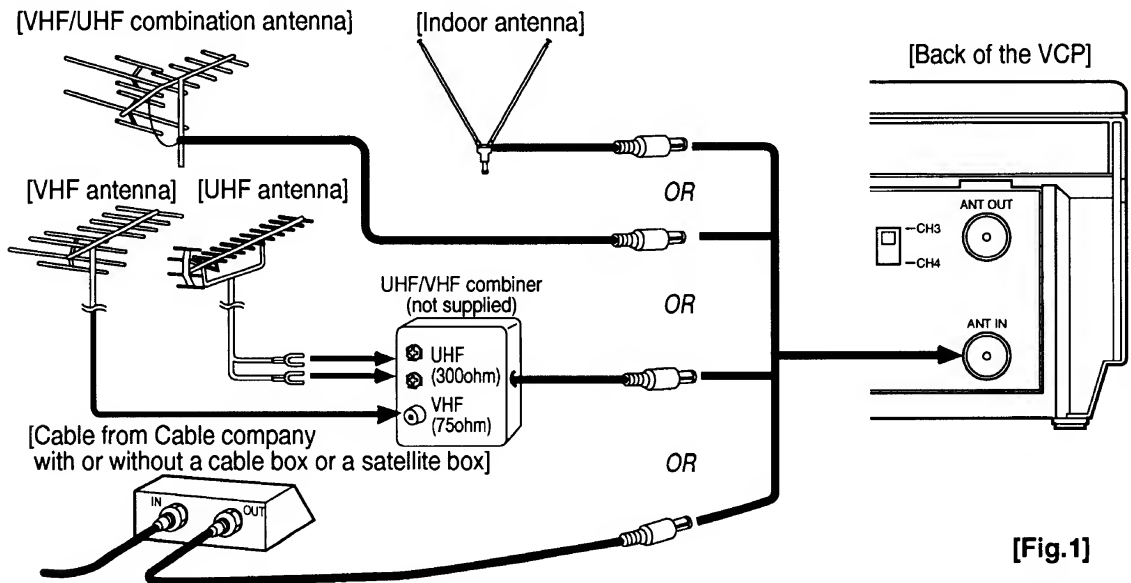 [VHF/UHF combination antenna]
[Indoor antenna]
[Back of the VCP]
OR
[VHF antenna]
[UHF antenna]
ANT OUT
CH3
CH4
UHF/VHF combiner
(not supplied)
OR
ANT IN
UHF
(300ohm)
VHF
(75ohm)
[Cable from Cable company
with or without a cable box or a satellite box]
OR
IN
OUT
[Fig.1]